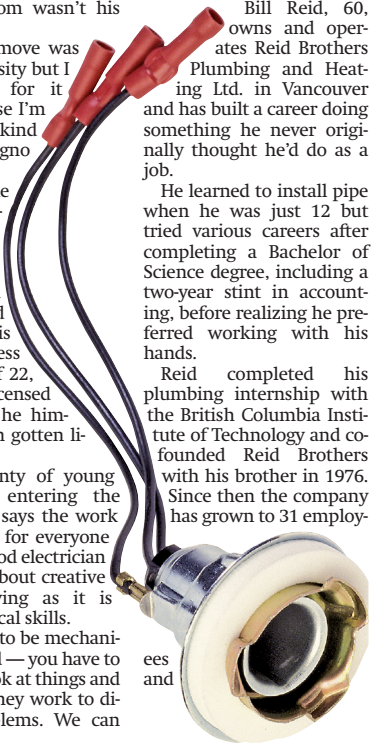 om wasn't his
move was
sity but I
for it
se I'm
kind
gno
e
-
d
is
ess
f 22,
censed
he him-
n gotten li-
nty of young
entering the
says the work
for everyone
od electrician
bout creative
ving as it is
cal skills.
to be mechani-
l — you have to
ok at things and
hey work to di-
lems. We can
Bill Reid, 60,
owns and oper-
ates Reid Brothers
Plumbing and Heat-
ing Ltd. in Vancouver
and has built a career doing
something he never origi-
nally thought he'd do as a
job.
He learned to install pipe
when he was just 12 but
tried various careers after
completing a Bachelor of
Science degree, including a
two-year stint in account-
ing, before realizing he pre-
ferred working with his
hands.
Reid completed his
plumbing internship with
the British Columbia Insti-
tute of Technology and co-
founded Reid Brothers
with his brother in 1976.
Since then the company
has grown to 31 employ-
ees
and